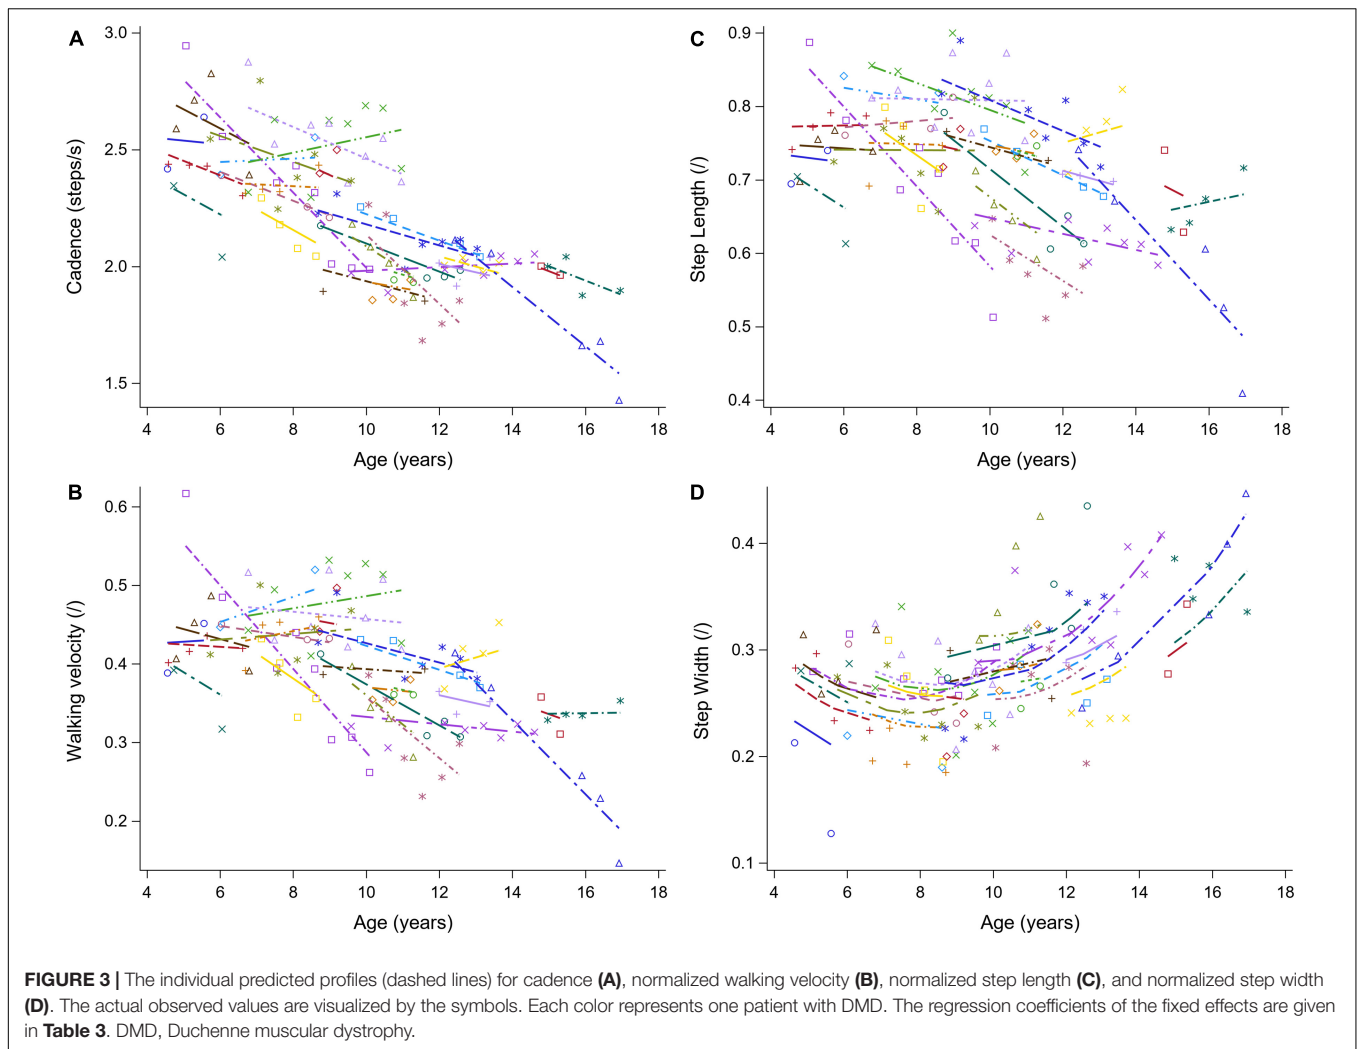 A
3.0
2.5
2.0
1.5
Cadence (steps/s)
4 6 8 10 12 14 16 18
Age (years)
C
0.9
0.8
0.7
0.6
0.5
0.4
Step Length (/)
4 6 8 10 12 14 16 18
Age (years)
B
0.6
0.5
0.4
0.3
0.2
Walking velocity (/)
4 6 8 10 12 14 16 18
Age (years)
D
0.4
0.3
0.2
0.1
Step Width (/)
4 6 8 10 12 14 16 18
Age (years)
FIGURE 3 | The individual predicted profiles (dashed lines) for cadence (A), normalized walking velocity (B), normalized step length (C), and normalized step width
(D). The actual observed values are visualized by the symbols. Each color represents one patient with DMD. The regression coefficients of the fixed effects are given
in Table 3. DMD, Duchenne muscular dystrophy.